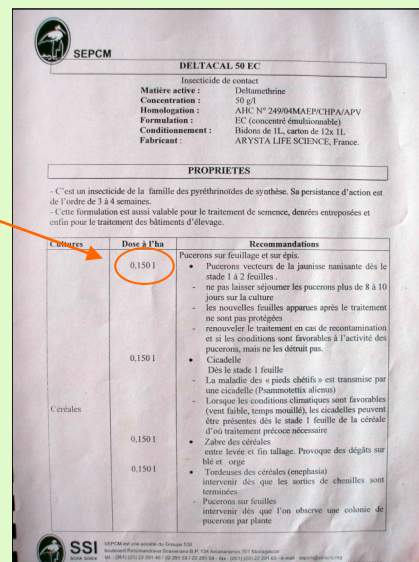 SEPCM
DELTACAL 50 EC
Insecticide de contact
Matière active : Deltamethrine
Concentration : 50 g/l
Homologation : AHC N° 249/04MAEP/CHPA/APV
Formulation : EC (concentré émulsionnable)
Conditionnement : Bidons de 1L, carton de 12x 1L
Fabricant : ARYSTA LIFE SCIENCE, France.
PROPRIETES
- C'est un insecticide de la famille des pyréthrinoïdes de synthèse. Sa persistance d'action est
de l'ordre de 3 à 4 semaines.
- Cette formulation est aussi valable pour le traitement de semence, denrées entreposées et
enfin pour le traitement des bâtiments d'élevage.
Cultures Dose à l'ha Recommandations
Pucerons sur feuillage et sur épis.
0,150 l • Pucerons vecteurs de la jaunisse nanisante dès le
stade 1 à 2 feuilles .
- ne pas laisser séjourner les pucerons plus de 8 à 10
jours sur la culture
- les nouvelles feuilles apparues après le traitement
ne sont pas protégées
- renouveler le traitement en cas de recontamination
et si les conditions sont favorables à l'activité des
pucerons, mais ne les détruit pas.
0,150 l • Cicadelle
Dès le stade 1 feuille
- La maladie des « pieds chétifs » est transmise par
une cicadelle (Psammotettix alienus)
- Lorsque les conditions climatiques sont favorables
Céréales (vent faible, temps mouillé), les cicadelles peuvent
être présentes dès le stade 1 feuille de la céréale
d'où traitement précoce nécessaire
0,150 l • Zabre des céréales
entre levée et fin tallage. Provoque des dégâts sur
blé et orge
0,150 l • Tordeuses des céréales (enephasia)
intervenir dès que les sorties de chenilles sont
terminées
- Pucerons sur feuilles
intervenir dès que l'on observe une colonie de
pucerons par plante
SSI
SEPCM est une société du Groupe SSI